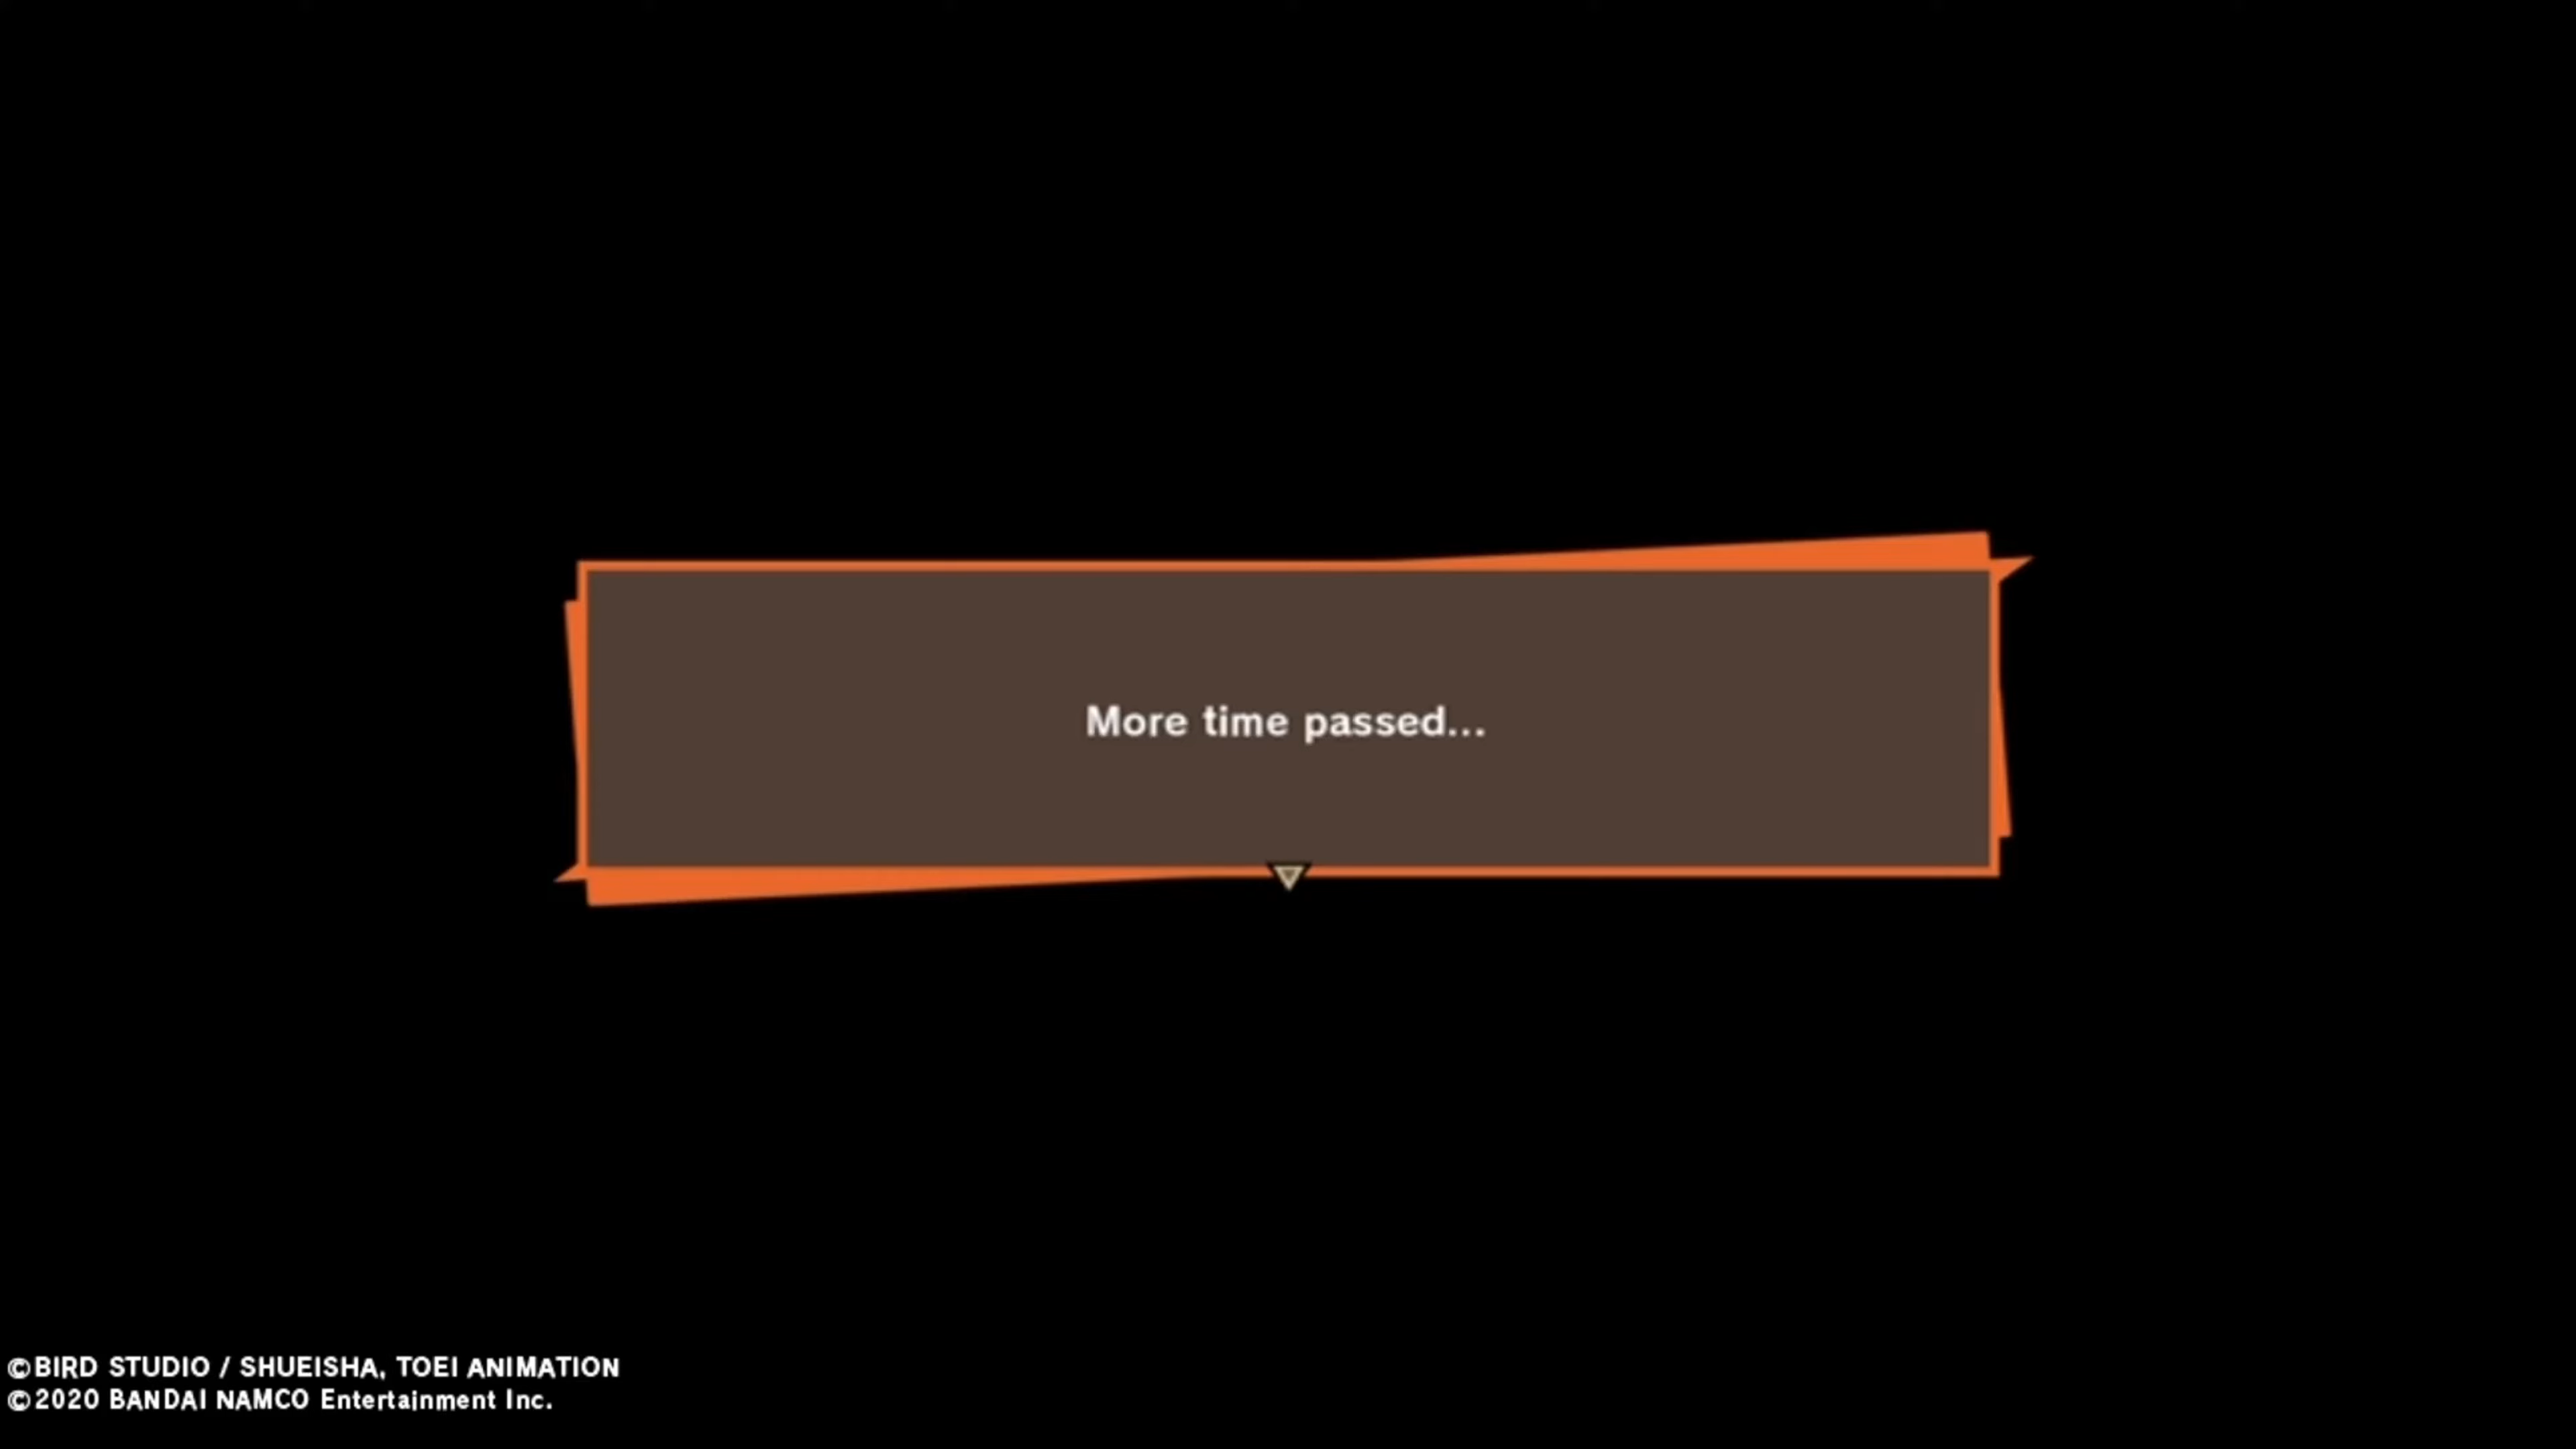 More time passed...
©BIRD STUDIO / SHUEISHA, TOEI ANIMATION
©2020 BANDAI NAMCO Entertainment Inc.